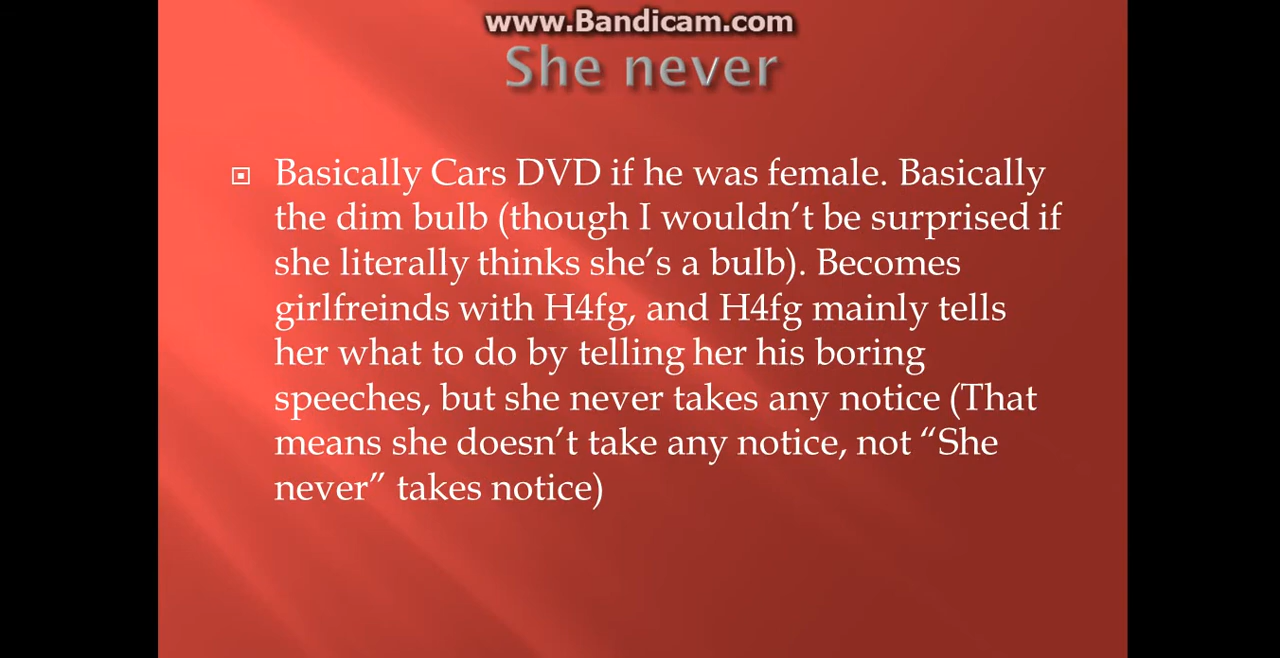 www.Bandicam.com
She never
Basically Cars DVD if he was female. Basically
the dim bulb (though I wouldn’t be surprised if
she literally thinks she’s a bulb). Becomes
girlfreinds with H4fg, and H4fg mainly tells
her what to do by telling her his boring
speeches, but she never takes any notice (That
means she doesn’t take any notice, not “She
never” takes notice)